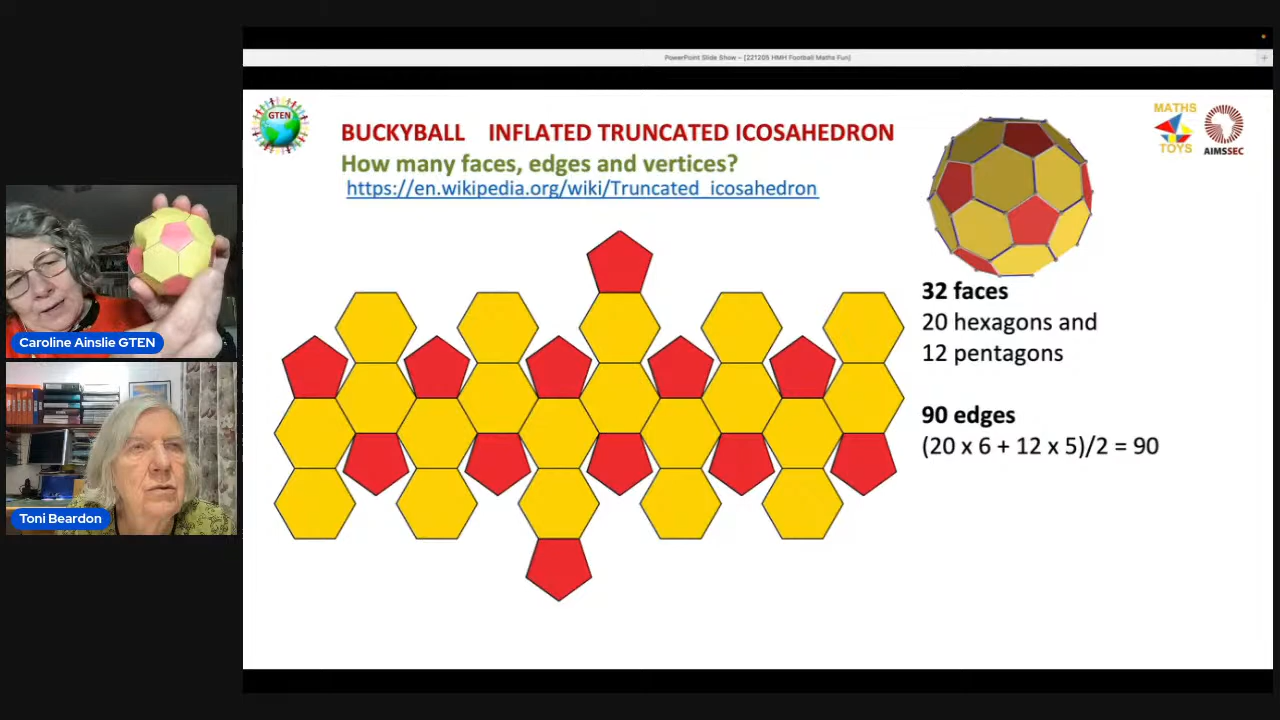 PowerPoint Slide Show – [221205 HMH Football Maths Fun]
GTEN
BUCKYBALL INFLATED TRUNCATED ICOSAHEDRON
How many faces, edges and vertices?
https://en.wikipedia.org/wiki/Truncated_icosahedron
MATHS
TOYS
AIMSSEC
32 faces
20 hexagons and
12 pentagons
90 edges
(20 x 6 + 12 x 5)/2 = 90
Caroline Ainslie GTEN
Toni Beardon